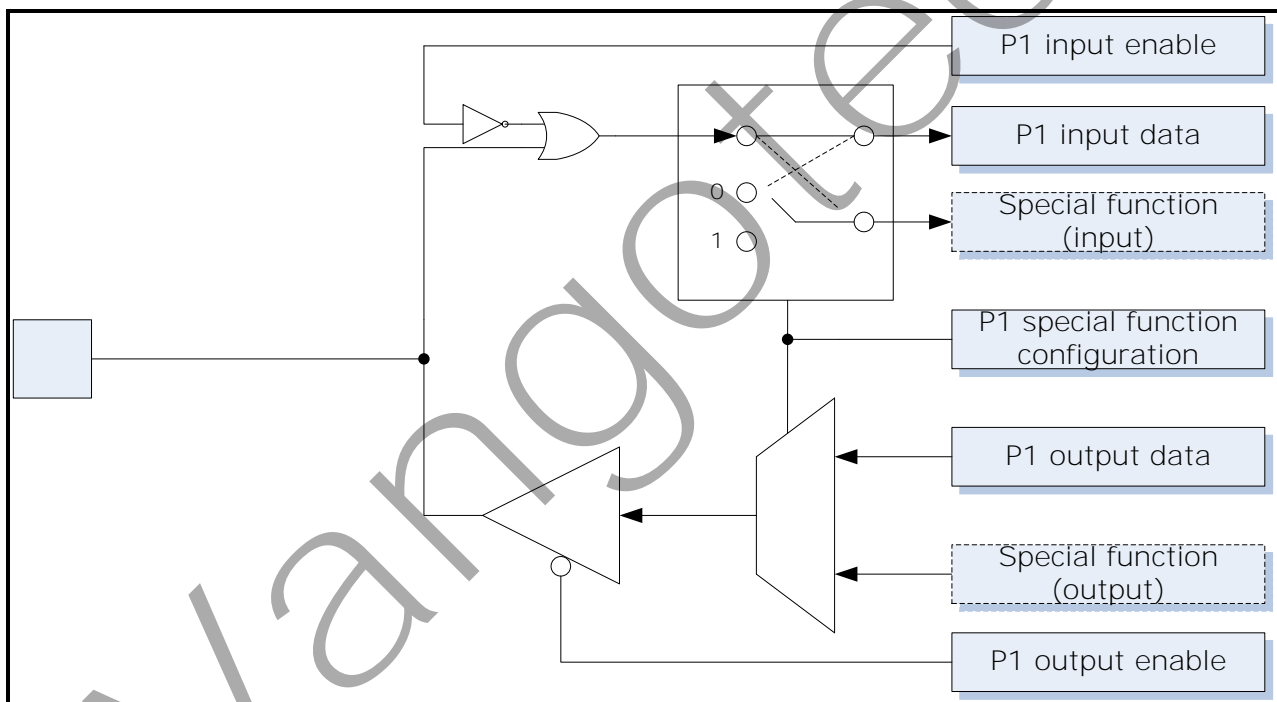 P1 input enable
P1 input data
0
Special function
(input)
1
P1 special function
configuration
P1 output data
Special function
(output)
P1 output enable
Vangotec